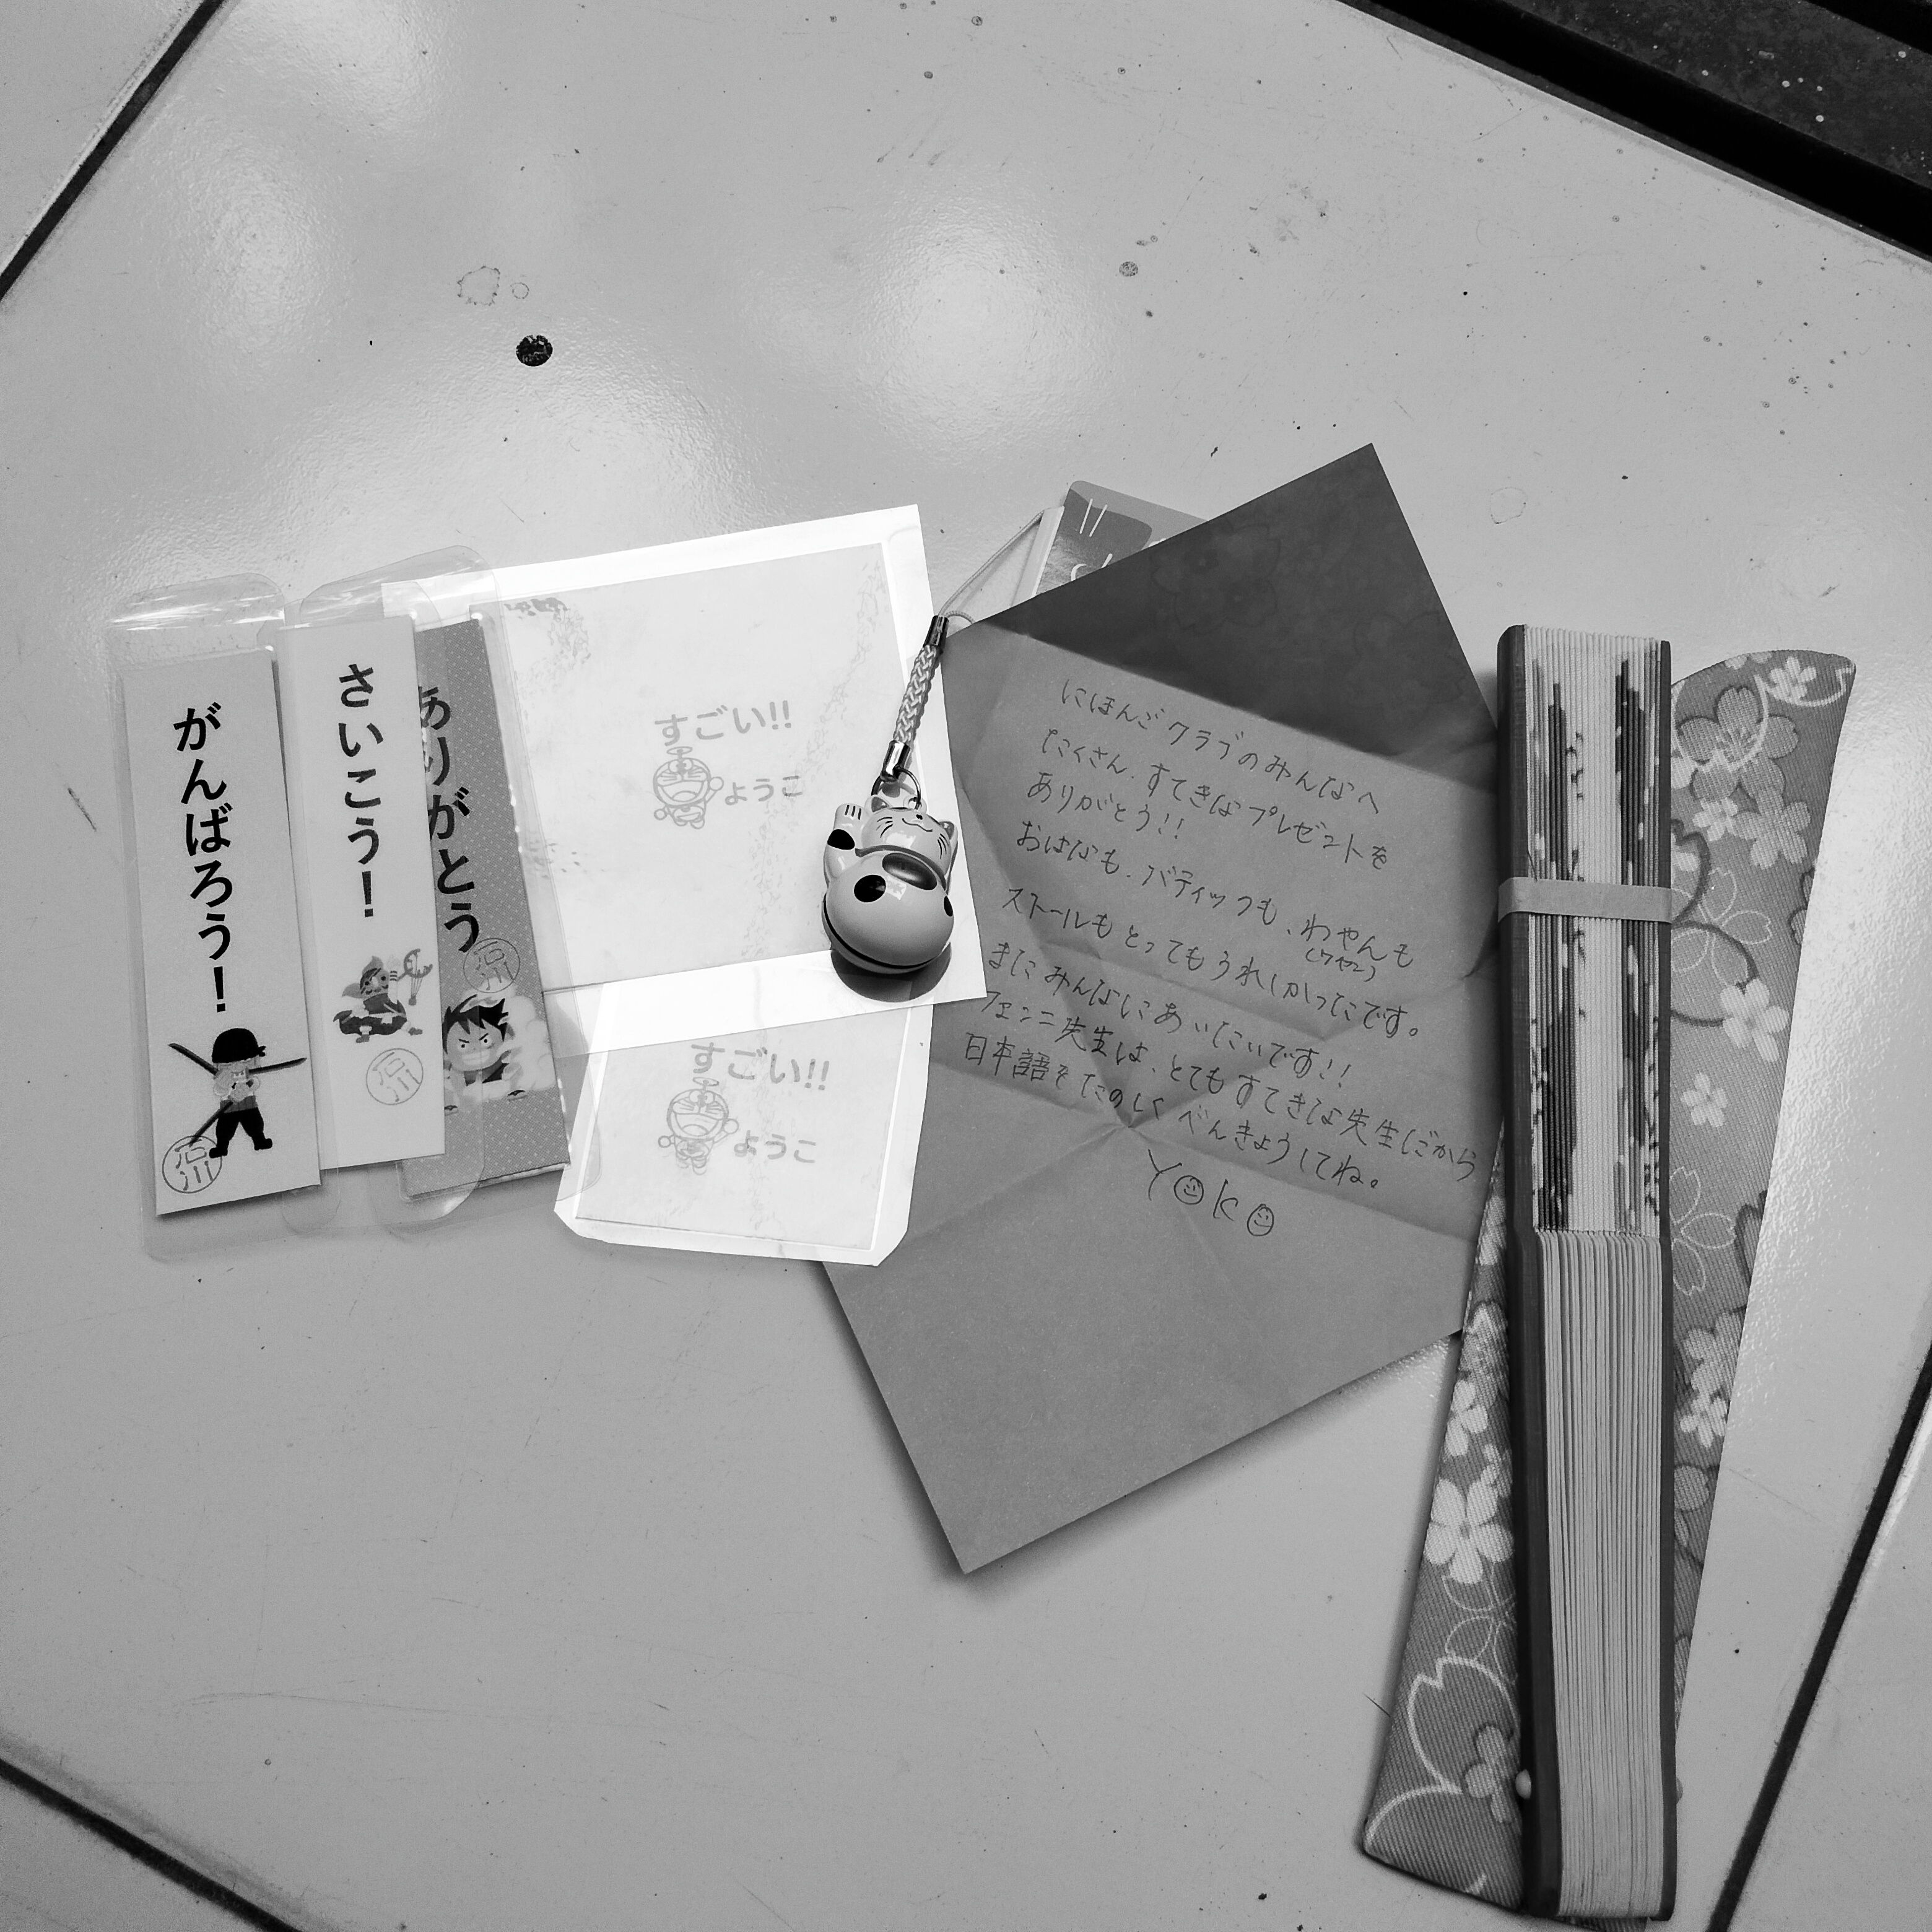 がんばろう!
さいこう!
ありがとう
すごい!!
ようこ
すごい!!
ようこ
にほんごクラブのみんなへ
たくさん、すてきなプレゼントを
ありがとう!!
おはなも、バティックも、わやんも
(ワヤン)
ストールもとってもうれしかったです。
またみんなにあいたいです!!
フェンニ先生は、とてもすてきな先生だから
日本語をたのしくべんきょうしてね。
Yoko